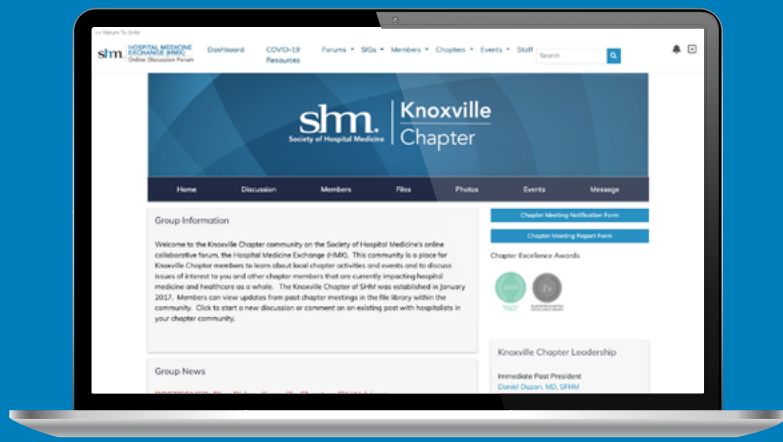 << Return To SHM
shm. HOSPITAL MEDICINE EXCHANGE (HMX) Online Discussion Forum
Dashboard
COVID-19 Resources
Forums
SIGs
Members
Chapters
Events
Staff
Search
shm.
Society of Hospital Medicine
Knoxville
Chapter
Home
Discussion
Members
Files
Photos
Events
Message
Group Information
Welcome to the Knoxville Chapter community on the Society of Hospital Medicine's online
collaborative forum, the Hospital Medicine Exchange (HMX). This community is a place for
Knoxville Chapter members to learn about local chapter activities and events and to discuss
issues of interest to you and other chapter members that are currently impacting hospital
medicine and healthcare as a whole. The Knoxville Chapter of SHM was established in January
2017. Members can view updates from past chapter meetings in the file library within the
community. Click to start a new discussion or comment on an existing post with hospitalists in
your chapter community.
Chapter Meeting Notification Form
Chapter Meeting Report Form
Chapter Excellence Awards
2x
Group News
Knoxville Chapter Leadership
Immediate Past President
Daniel Duzan, MD, SFHM